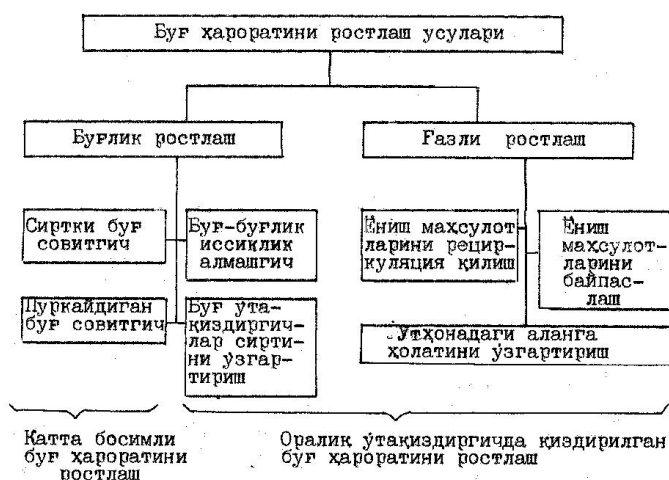 Буғ ҳароратини ростлаш усулари
Буғлик ростлаш
Газли ростлаш
Сиртки буғ
совитгич
Буғ-буғлик
иссиқлик
алмашгич
Ёниш маҳсулот-
ларини рецир-
куляция қилиш
Ёниш
маҳсулот-
ларини
байпас-
лаш
Пуркайдиган
буғ совитгич
Буғ ўта-
қиздиргич-
лар сирти-
ни ўзгар-
тириш
Ўтхонадаги аланга
ҳолатини ўзгартириш
Катта босимли
буғ ҳароратини
ростлаш
Оралиқ ўтақиздиргичда қиздирилган
буғ ҳароратини ростлаш